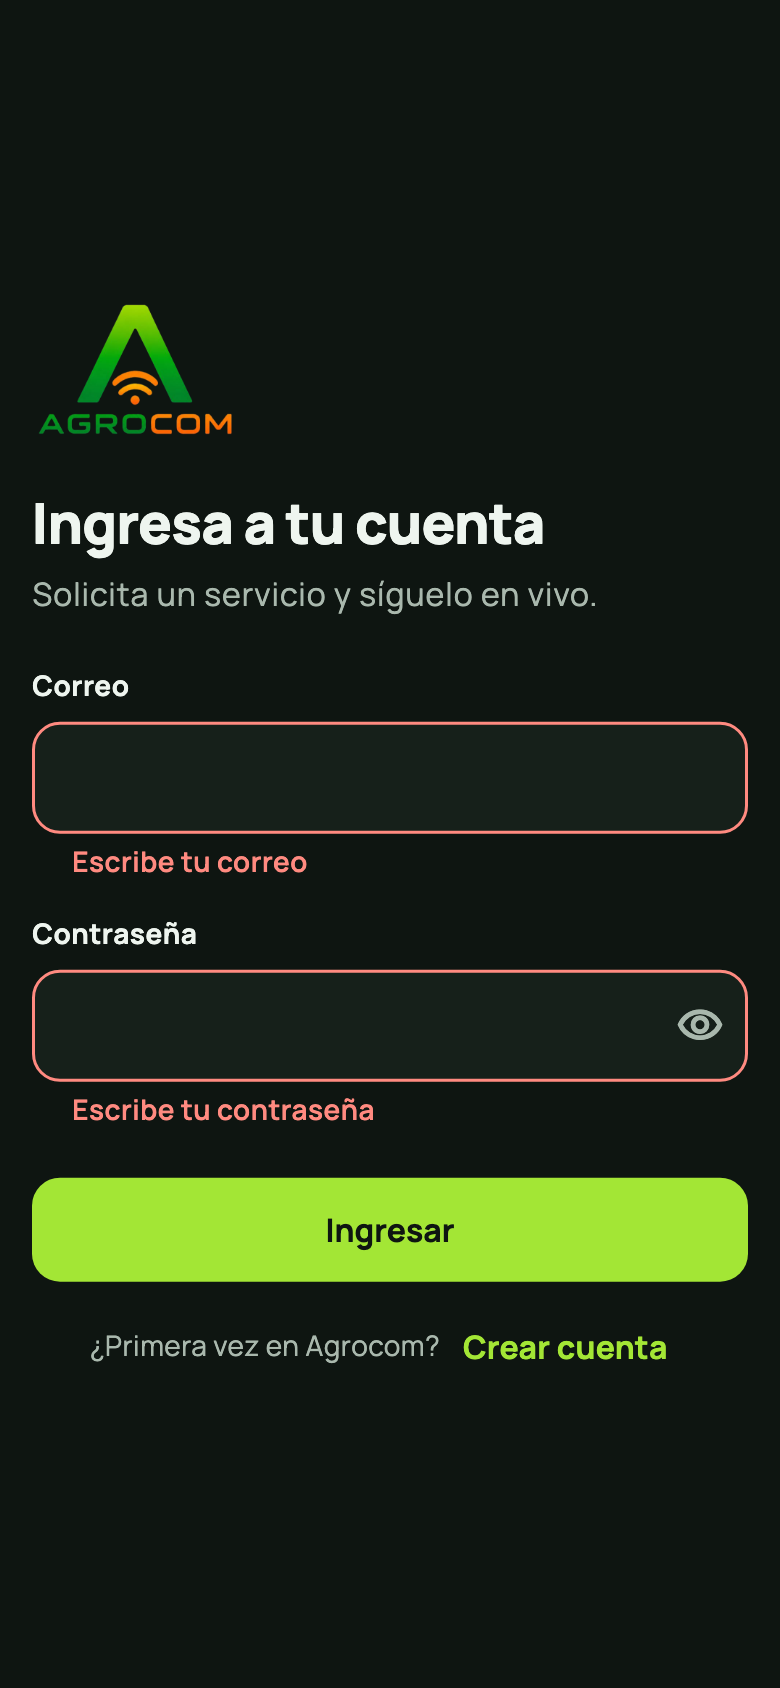 AGROCOM
Ingresa a tu cuenta
Solicita un servicio y síguelo en vivo.
Correo
Escribe tu correo
Contraseña
Escribe tu contraseña
Ingresar
¿Primera vez en Agrocom? Crear cuenta